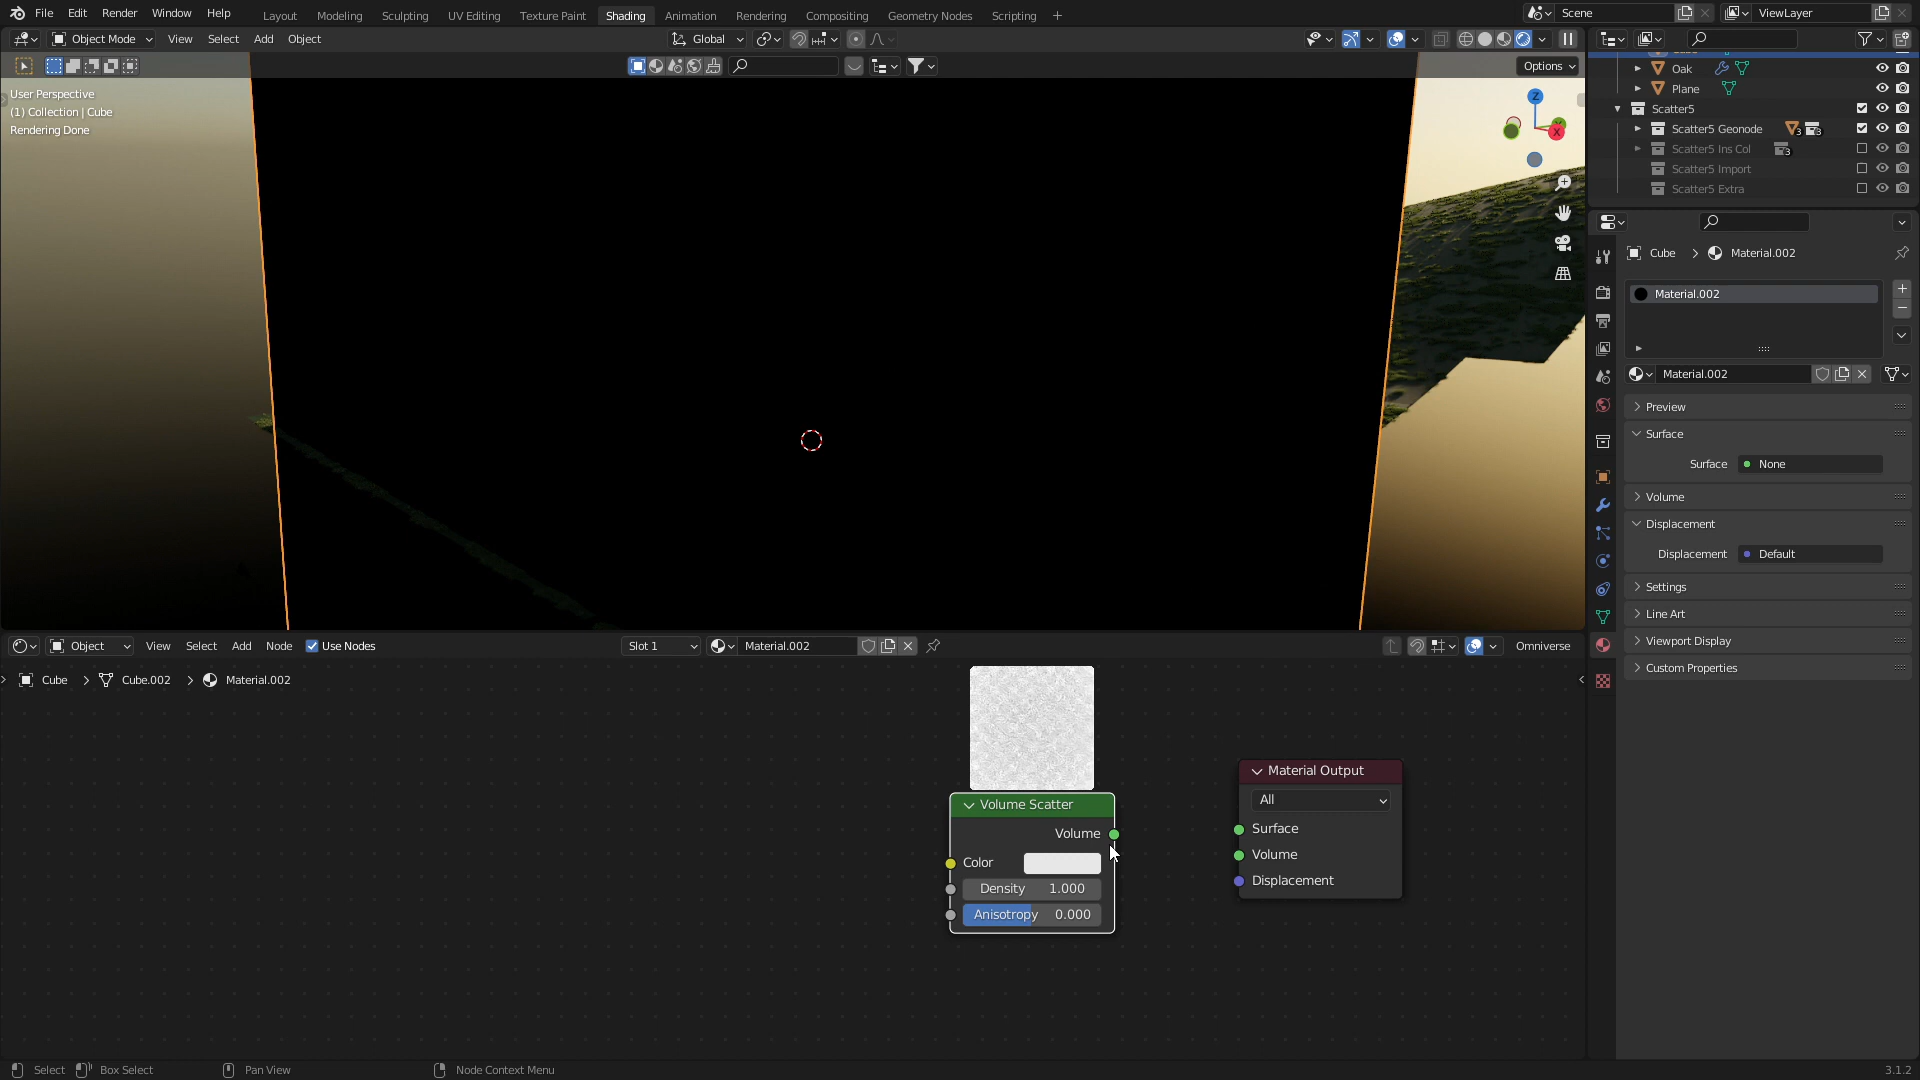 File Edit Render Window Help Layout Modeling Sculpting UV Editing Texture Paint Shading Animation Rendering Compositing Geometry Nodes Scripting + Scene ViewLayer
Object Mode View Select Add Object Global
Options
User Perspective
(1) Collection | Cube
Rendering Done
Z
Y
X
Oak
Plane
Scatter5
Scatter5 Geonode 3 3
Scatter5 Ins Col 3
Scatter5 Import
Scatter5 Extra
Cube Material.002
Material.002
Material.002
Preview
Surface
Surface None
Volume
Displacement
Displacement Default
Settings
Line Art
Viewport Display
Custom Properties
Object View Select Add Node Use Nodes Slot 1 Material.002 Omniverse
Cube Cube.002 Material.002
Volume Scatter
Volume
Color
Density 1.000
Anisotropy 0.000
Material Output
All
Surface
Volume
Displacement
Select Box Select Pan View Node Context Menu 3.1.2